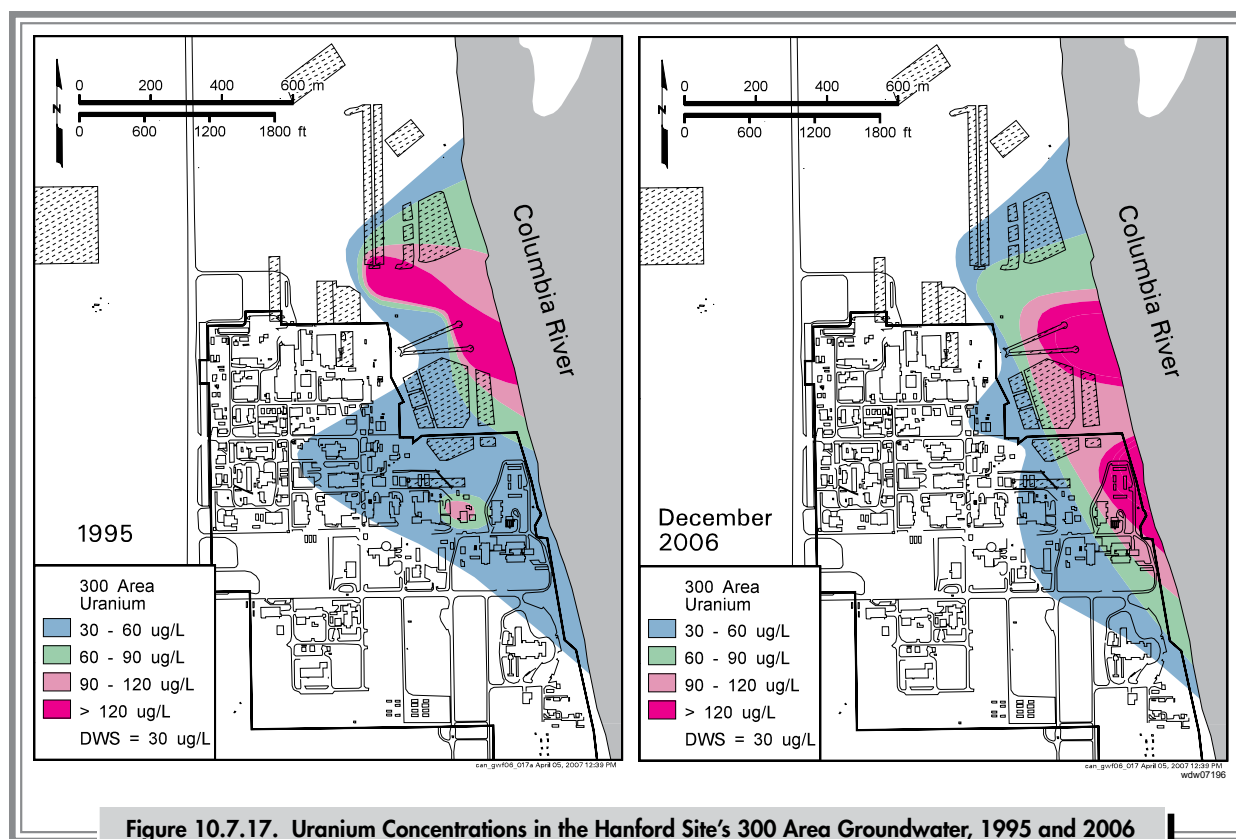 0 200 400 600 m
0 600 1200 1800 ft
N
Columbia River
1995
300 Area
Uranium
30 - 60 ug/L
60 - 90 ug/L
90 - 120 ug/L
> 120 ug/L
DWS = 30 ug/L
can_gwf06_017a April 05, 2007 12:39 PM
0 200 400 600 m
0 600 1200 1800 ft
N
Columbia River
December
2006
300 Area
Uranium
30 - 60 ug/L
60 - 90 ug/L
90 - 120 ug/L
> 120 ug/L
DWS = 30 ug/L
can_gwf06_017 April 05, 2007 12:39 PM
wdw07196
Figure 10.7.17. Uranium Concentrations in the Hanford Site's 300 Area Groundwater, 1995 and 2006